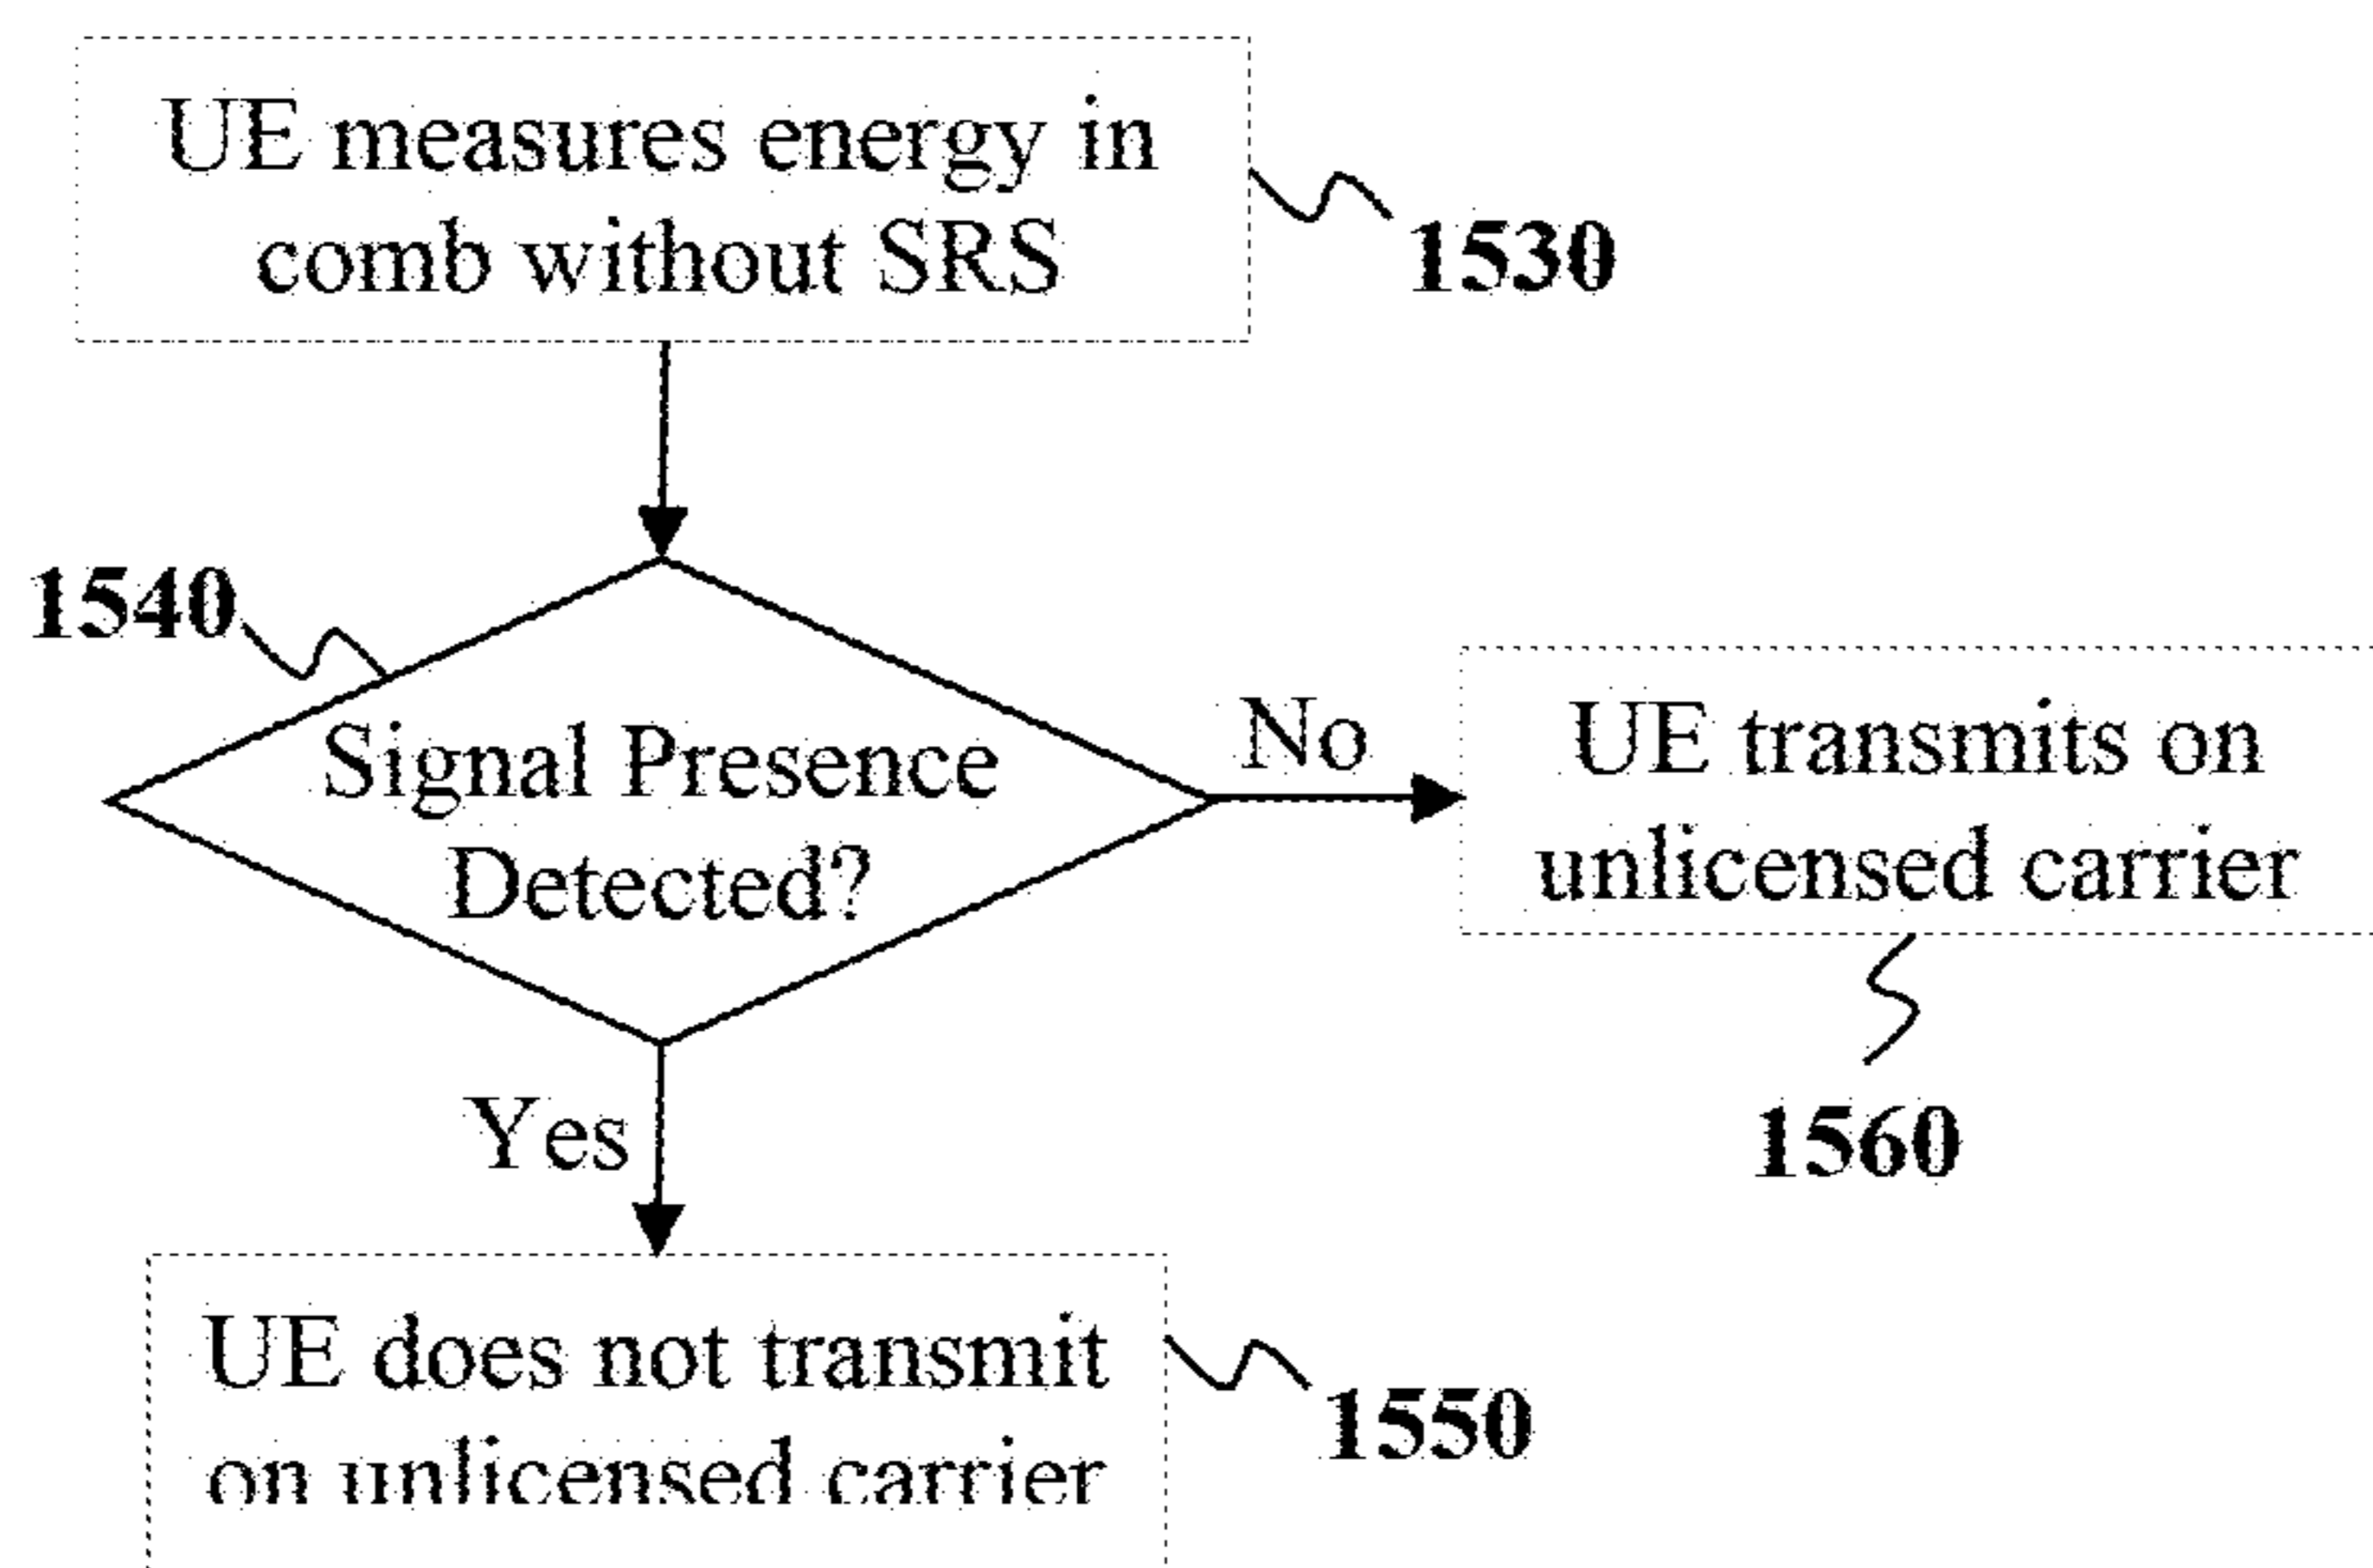 UE measures energy in
comb without SRS
1530
1540
Signal Presence
Detected?
No
UE transmits on
unlicensed carrier
1560
Yes
UE does not transmit
on unlicensed carrier
1550